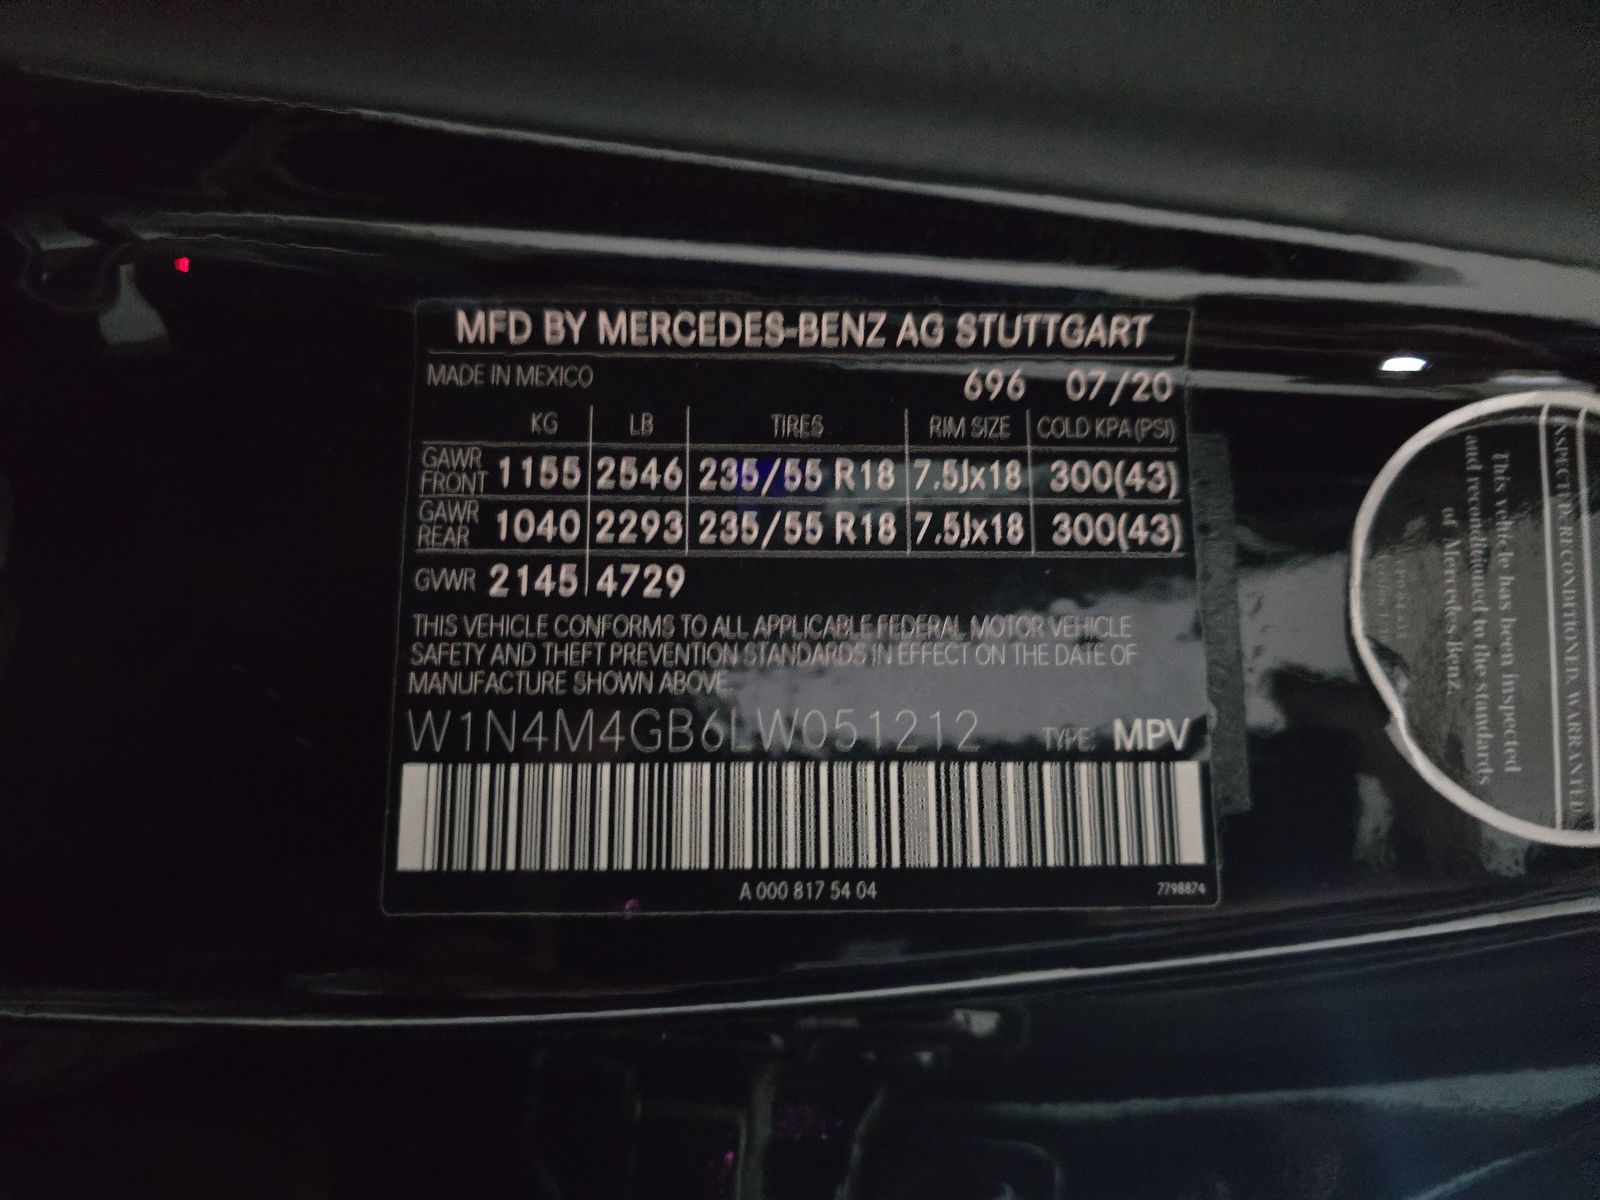 MFD BY MERCEDES-BENZ AG STUTTGART
MADE IN MEXICO 696 07/20
KG LB TIRES RIM SIZE COLD KPA (PSI)
GAWR FRONT 1155 2546 235/55 R18 7.5Jx18 300(43)
GAWR REAR 1040 2293 235/55 R18 7.5Jx18 300(43)
GVWR 2145 4729
THIS VEHICLE CONFORMS TO ALL APPLICABLE FEDERAL MOTOR VEHICLE
SAFETY AND THEFT PREVENTION STANDARDS IN EFFECT ON THE DATE OF
MANUFACTURE SHOWN ABOVE.
W1N4M4GB6LW051212 TYPE: MPV
A 000 817 54 04 7798874
INSPECTED, RECONDITIONED, WARRANTED
This vehicle has been inspected
and reconditioned to the standards
of Mercedes-Benz.